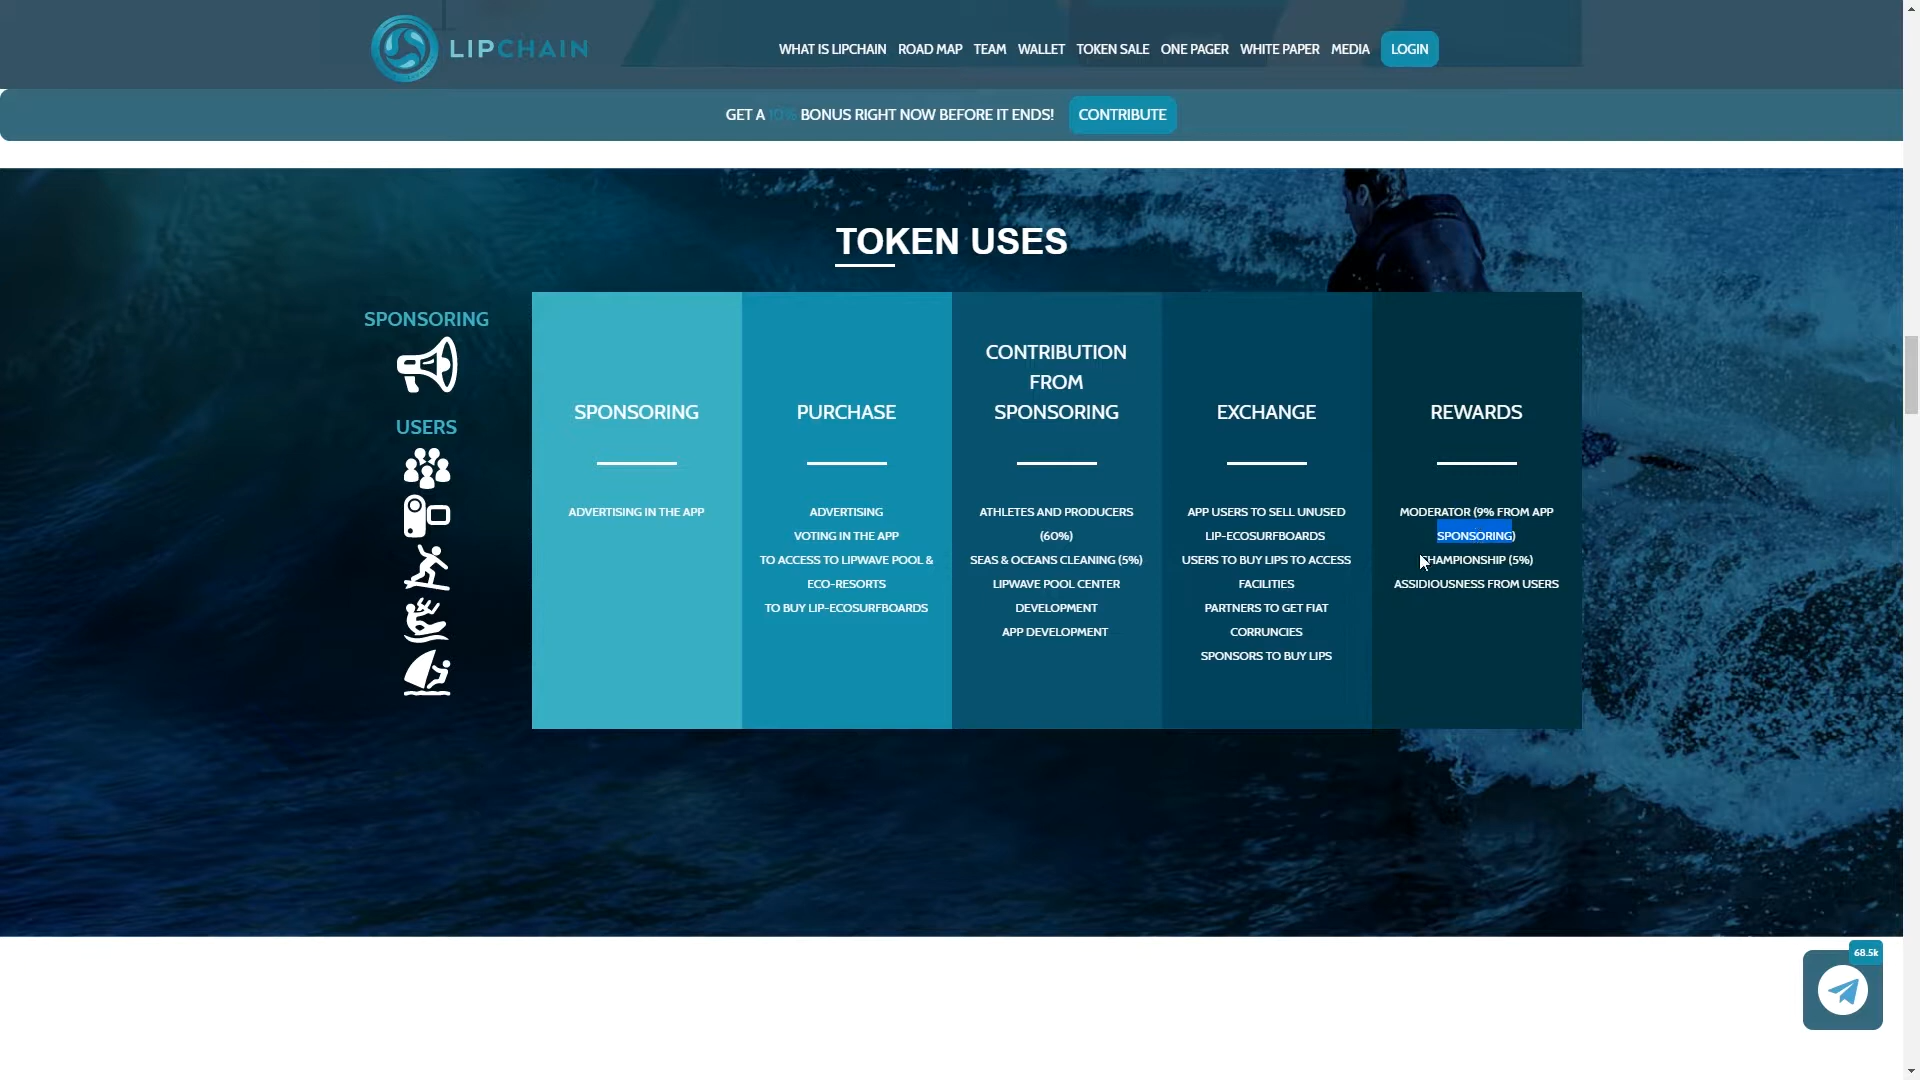 LIPCHAIN
WHAT IS LIPCHAIN ROAD MAP TEAM WALLET TOKEN SALE ONE PAGER WHITE PAPER MEDIA LOGIN
GET A 10% BONUS RIGHT NOW BEFORE IT ENDS! CONTRIBUTE
TOKEN USES
SPONSORING
USERS
SPONSORING
ADVERTISING IN THE APP
PURCHASE
ADVERTISING
VOTING IN THE APP
TO ACCESS TO LIPWAVE POOL &
ECO-RESORTS
TO BUY LIP-ECOSURFBOARDS
CONTRIBUTION
FROM
SPONSORING
ATHLETES AND PRODUCERS
(60%)
SEAS & OCEANS CLEANING (5%)
LIPWAVE POOL CENTER
DEVELOPMENT
APP DEVELOPMENT
EXCHANGE
APP USERS TO SELL UNUSED
LIP-ECOSURFBOARDS
USERS TO BUY LIPS TO ACCESS
FACILITIES
PARTNERS TO GET FIAT
CORRUNCIES
SPONSORS TO BUY LIPS
REWARDS
MODERATOR (9% FROM APP
SPONSORING)
CHAMPIONSHIP (5%)
ASSIDIOUSNESS FROM USERS
68.5k